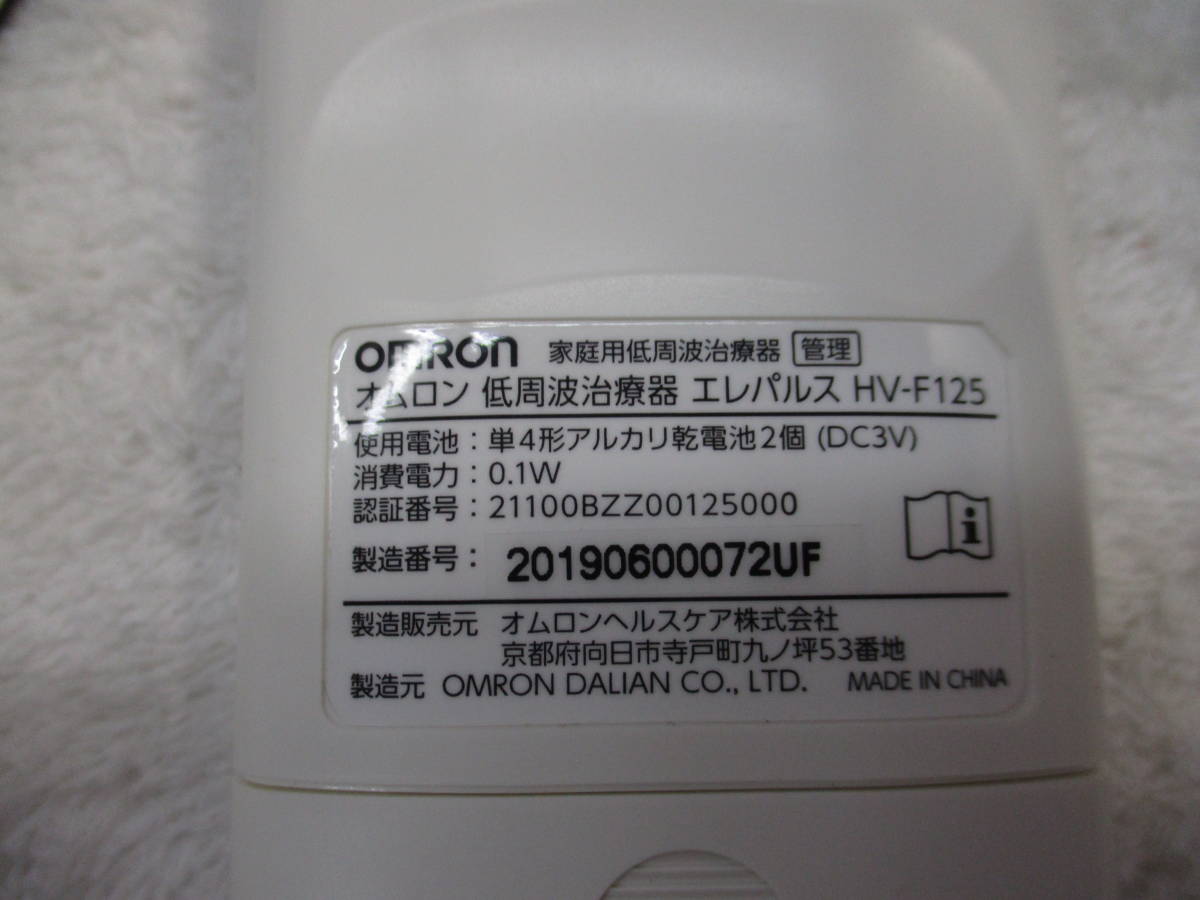 OMRON 家庭用低周波治療器 管理
オムロン 低周波治療器 エレパルス HV-F125
使用電池：単4形アルカリ乾電池2個 (DC3V)
消費電力：0.1W
認証番号：21100BZZ00125000
製造番号：20190600072UF
製造販売元 オムロンヘルスケア株式会社
京都府向日市寺戸町九ノ坪53番地
製造元 OMRON DALIAN CO., LTD. MADE IN CHINA